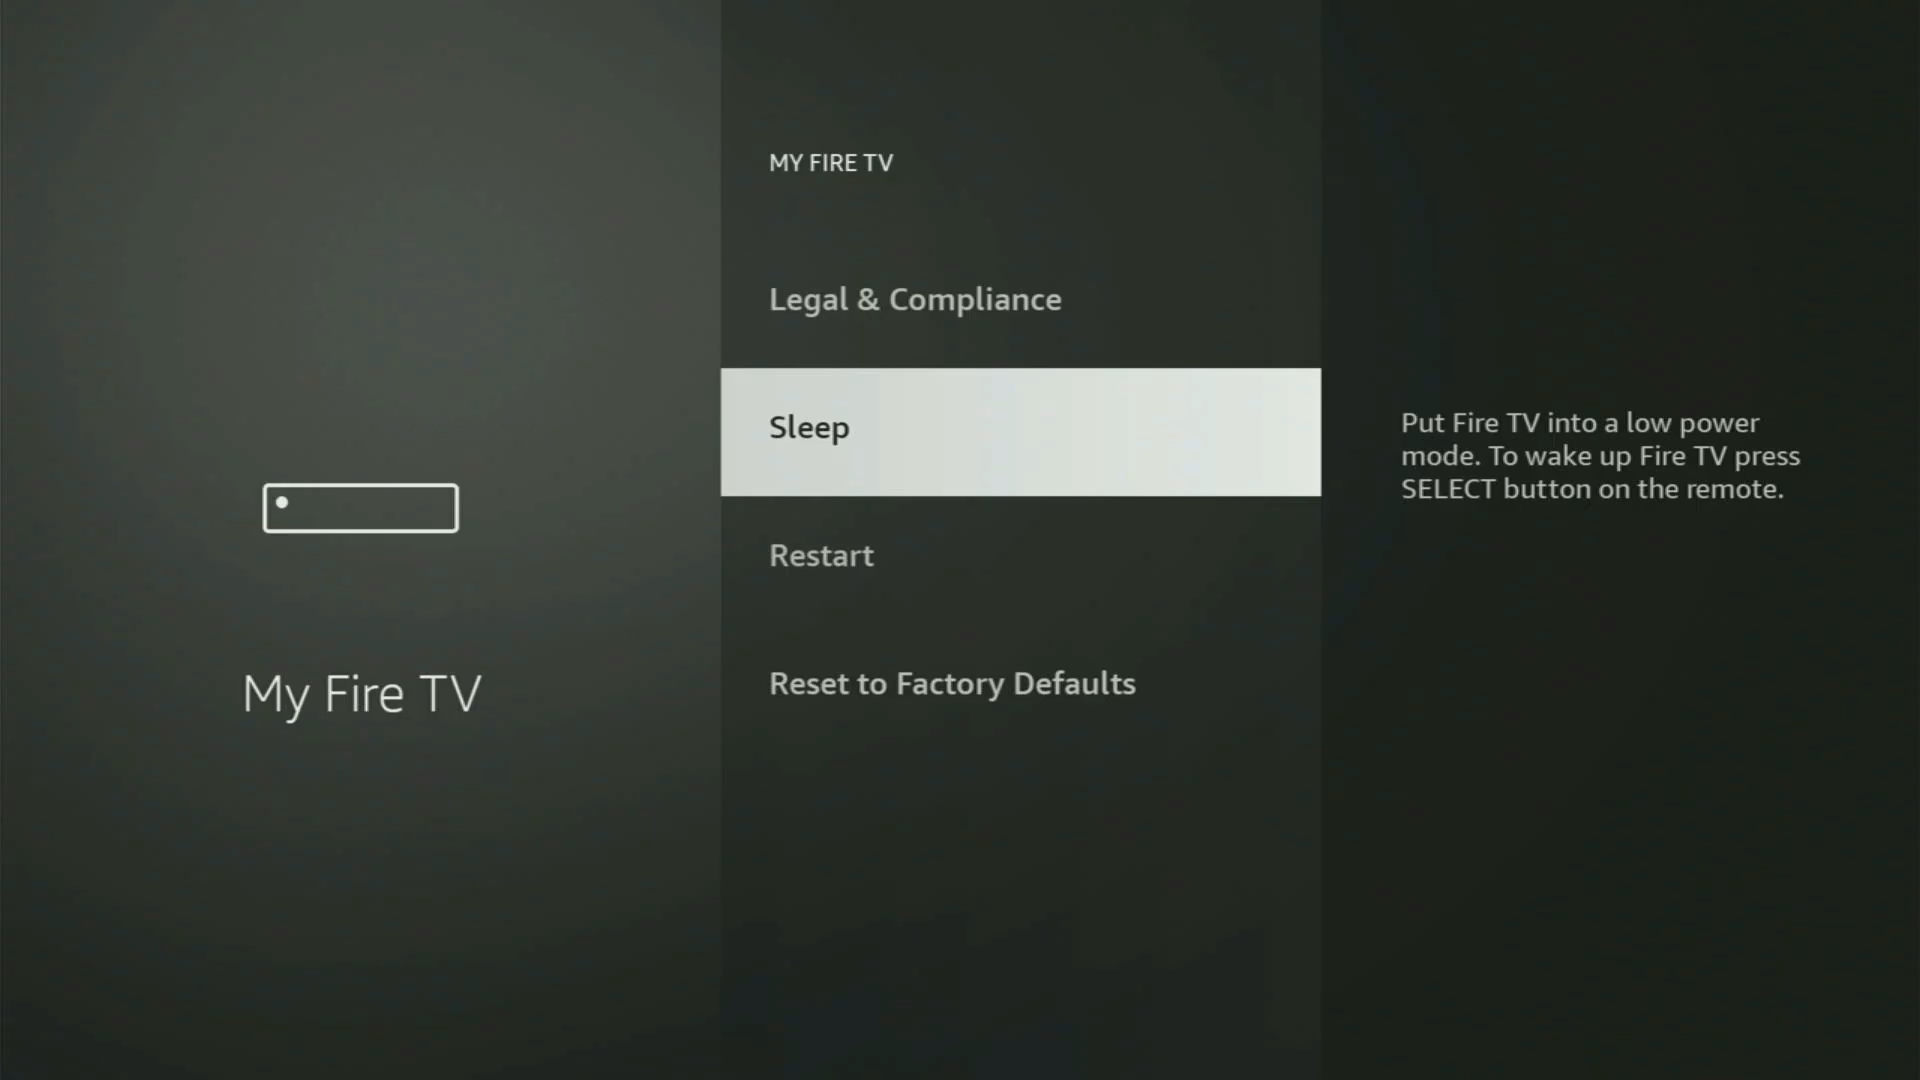 MY FIRE TV
Legal & Compliance
Sleep
Restart
Reset to Factory Defaults
My Fire TV
Put Fire TV into a low power
mode. To wake up Fire TV press
SELECT button on the remote.